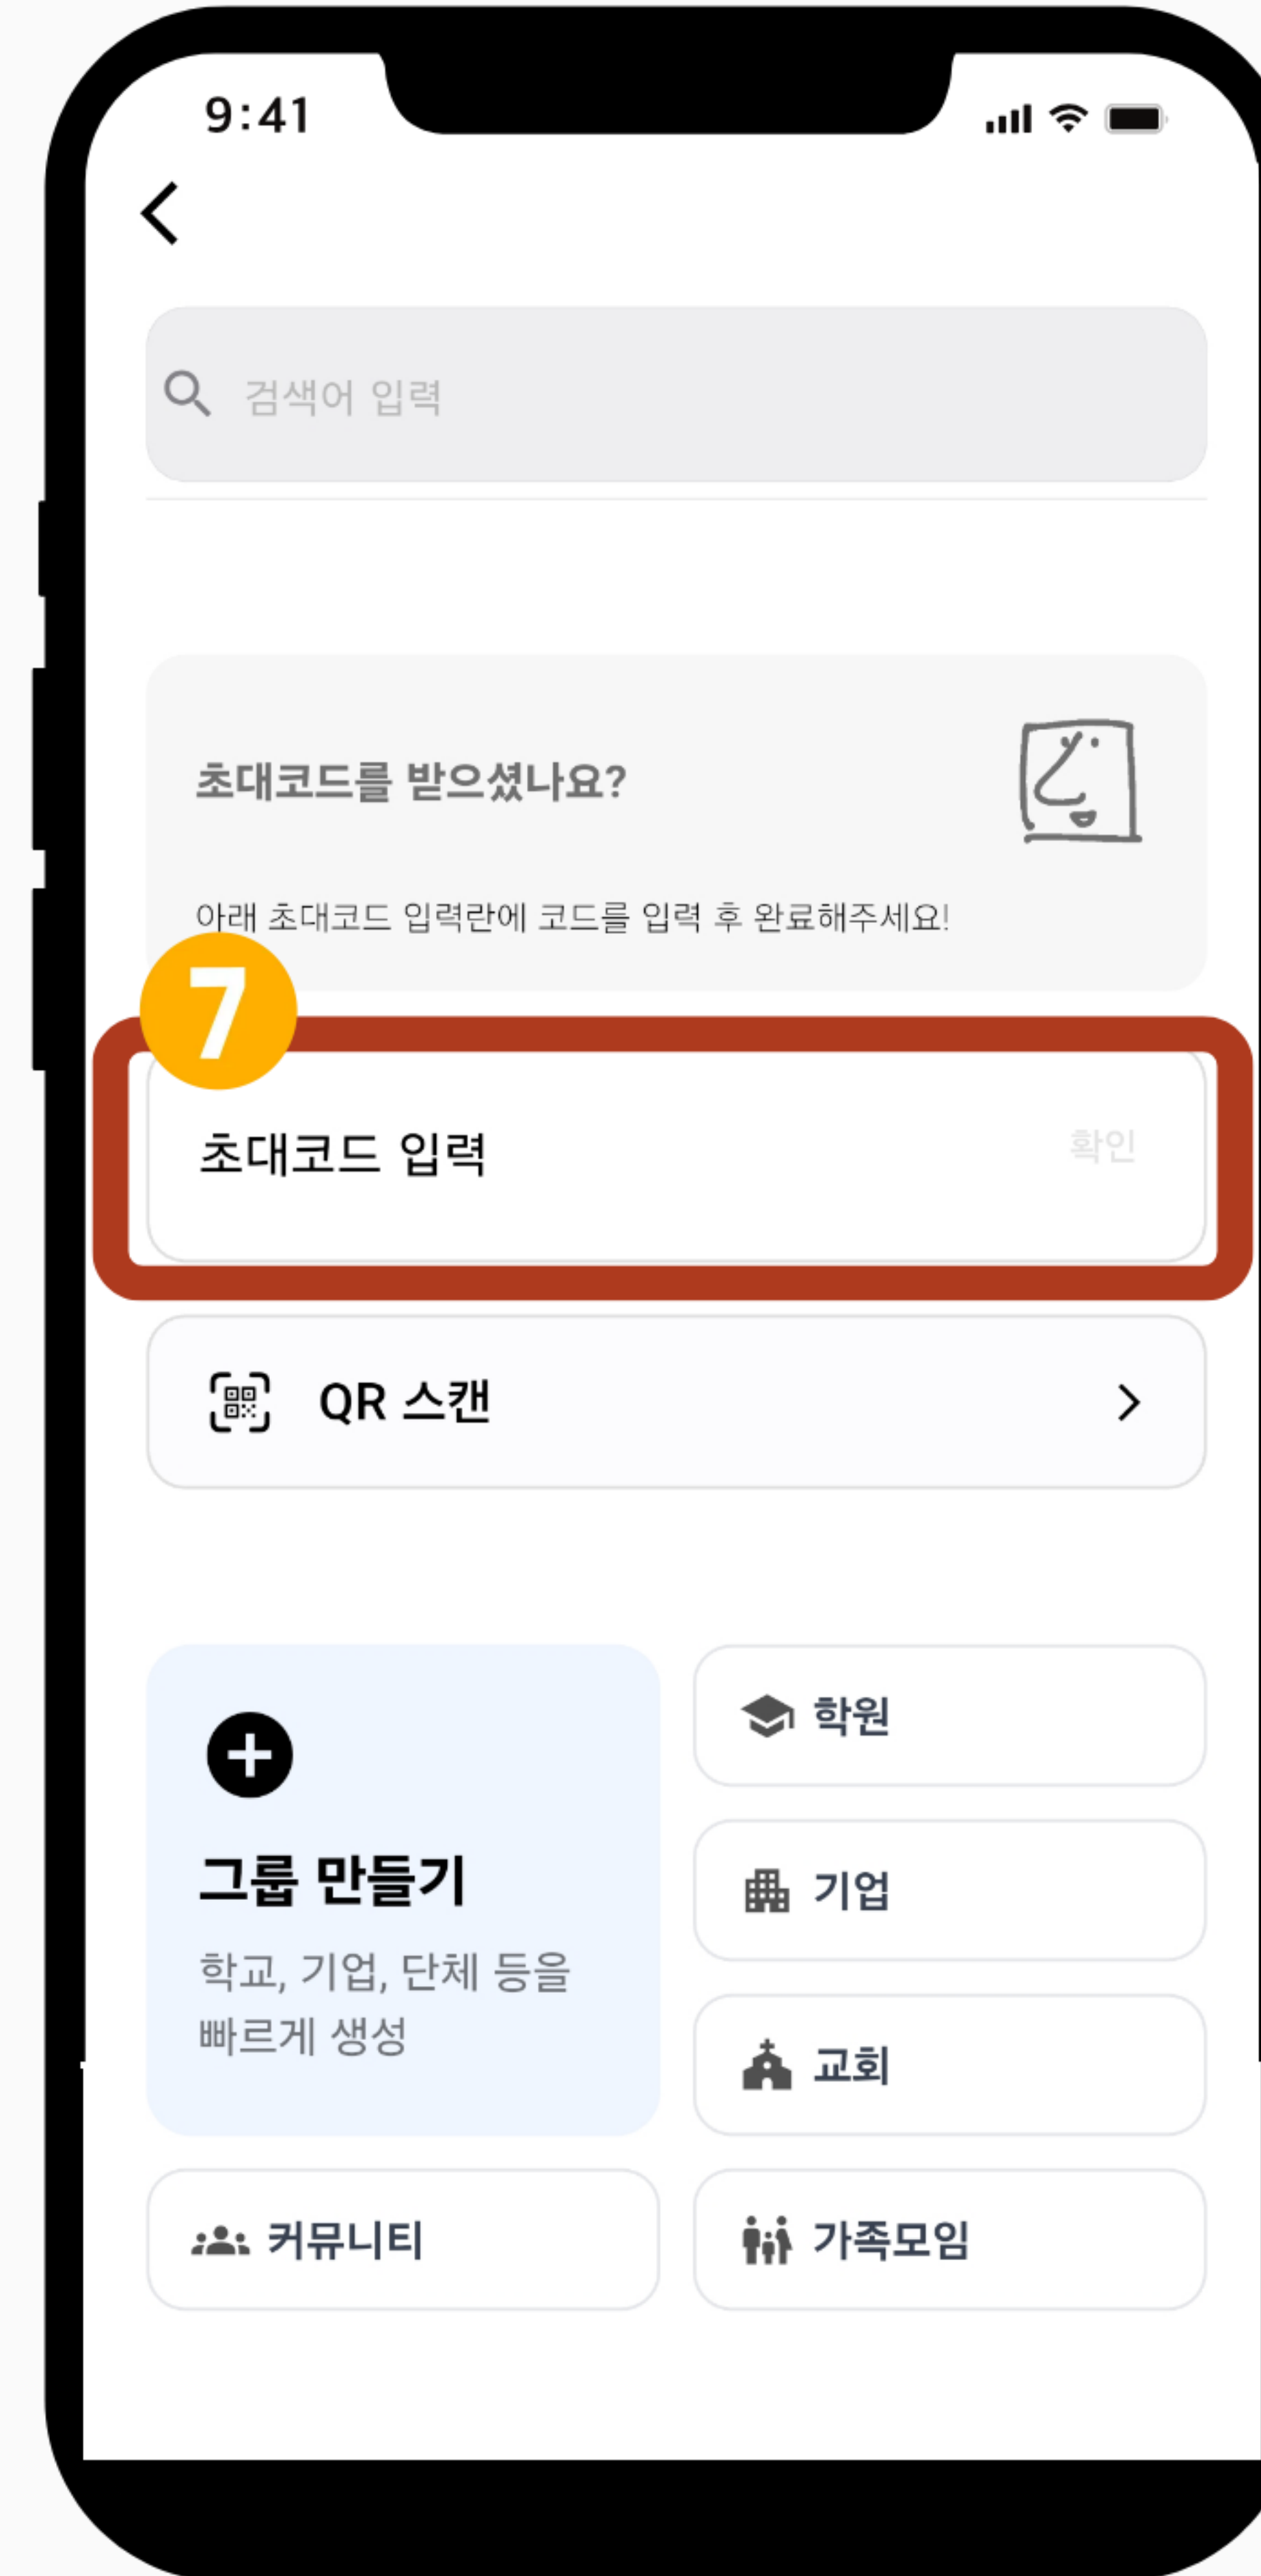 9:41
검색어 입력
초대코드를 받으셨나요?
아래 초대코드 입력란에 코드를 입력 후 완료해주세요!
7
초대코드 입력 확인
QR 스캔
그룹 만들기
학교, 기업, 단체 등을
빠르게 생성
학원
기업
교회
커뮤니티
가족모임